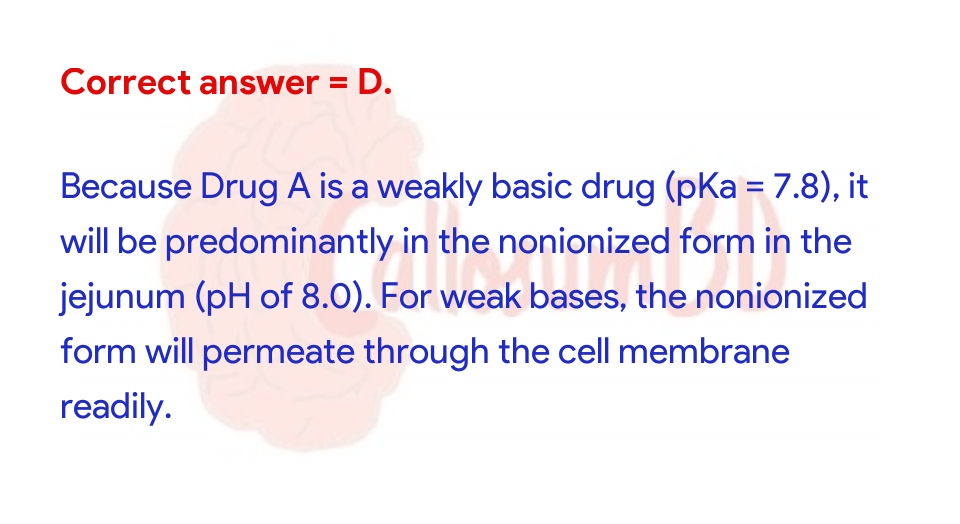 Correct answer = D.
Because Drug A is a weakly basic drug (pKa = 7.8), it
will be predominantly in the nonionized form in the
jejunum (pH of 8.0). For weak bases, the nonionized
form will permeate through the cell membrane
readily.
CallosumBD